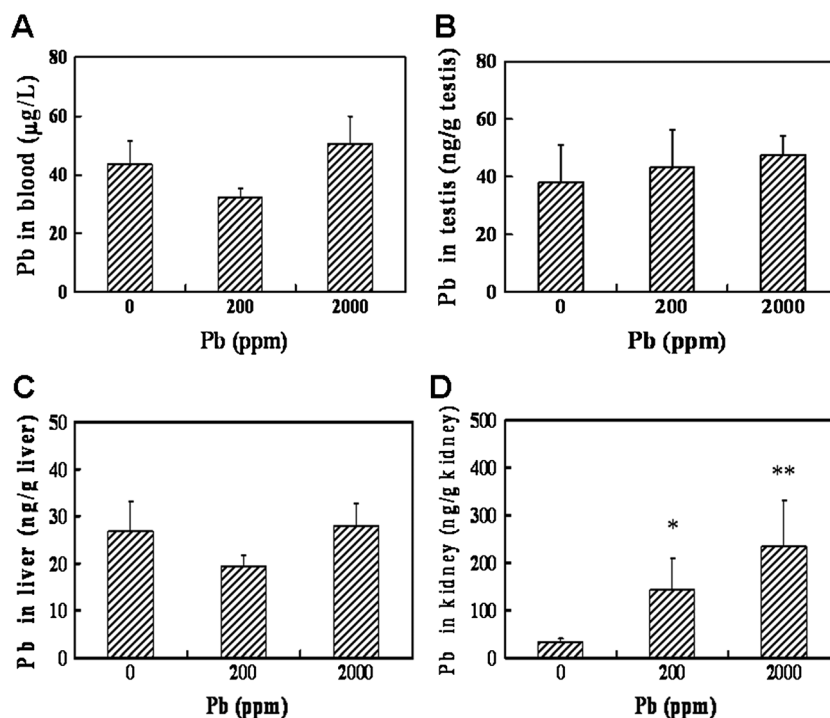 A
Pb in blood (µg/L)
80
60
40
20
0
0 200 2000
Pb (ppm)
B
Pb in testis (ng/g testis)
80
60
40
20
0
0 200 2000
Pb (ppm)
C
Pb in liver (ng/g liver)
50
40
30
20
10
0
0 200 2000
Pb (ppm)
D
Pb in kidney (ng/g kidney)
500
400
300
200
100
0
*
**
0 200 2000
Pb (ppm)